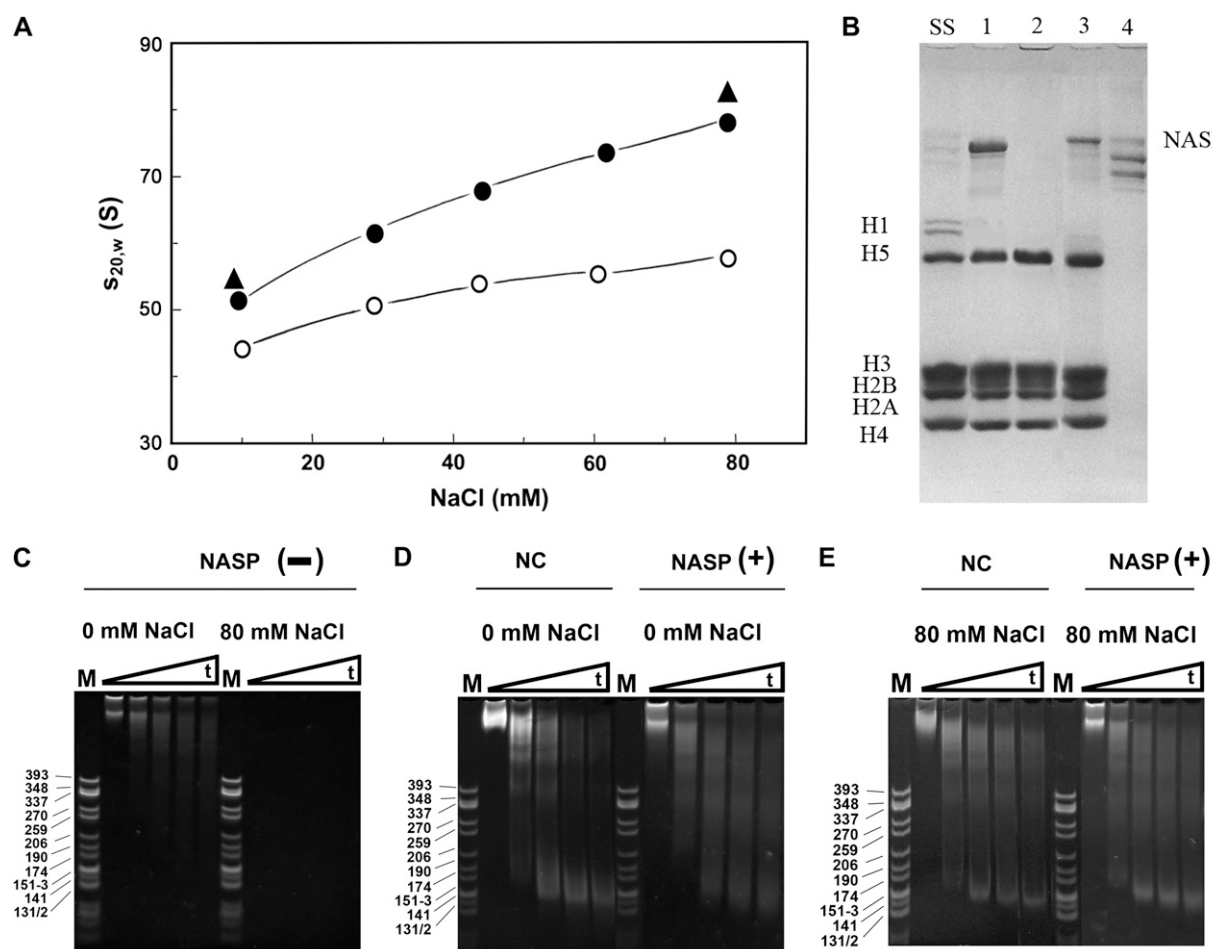 A
90
70
50
30
s20,w (S)
0 20 40 60 80
NaCl (mM)
B
SS 1 2 3 4
NAS
H1
H5
H3
H2B
H2A
H4
C
NASP (-)
0 mM NaCl 80 mM NaCl
M t M t
393
348
337
270
259
206
190
174
151-3
141
131/2
D
NC NASP (+)
0 mM NaCl 0 mM NaCl
M t M t
393
348
337
270
259
206
190
174
151-3
141
131/2
E
NC NASP (+)
80 mM NaCl 80 mM NaCl
M t M t
393
348
337
270
259
206
190
174
151-3
141
131/2